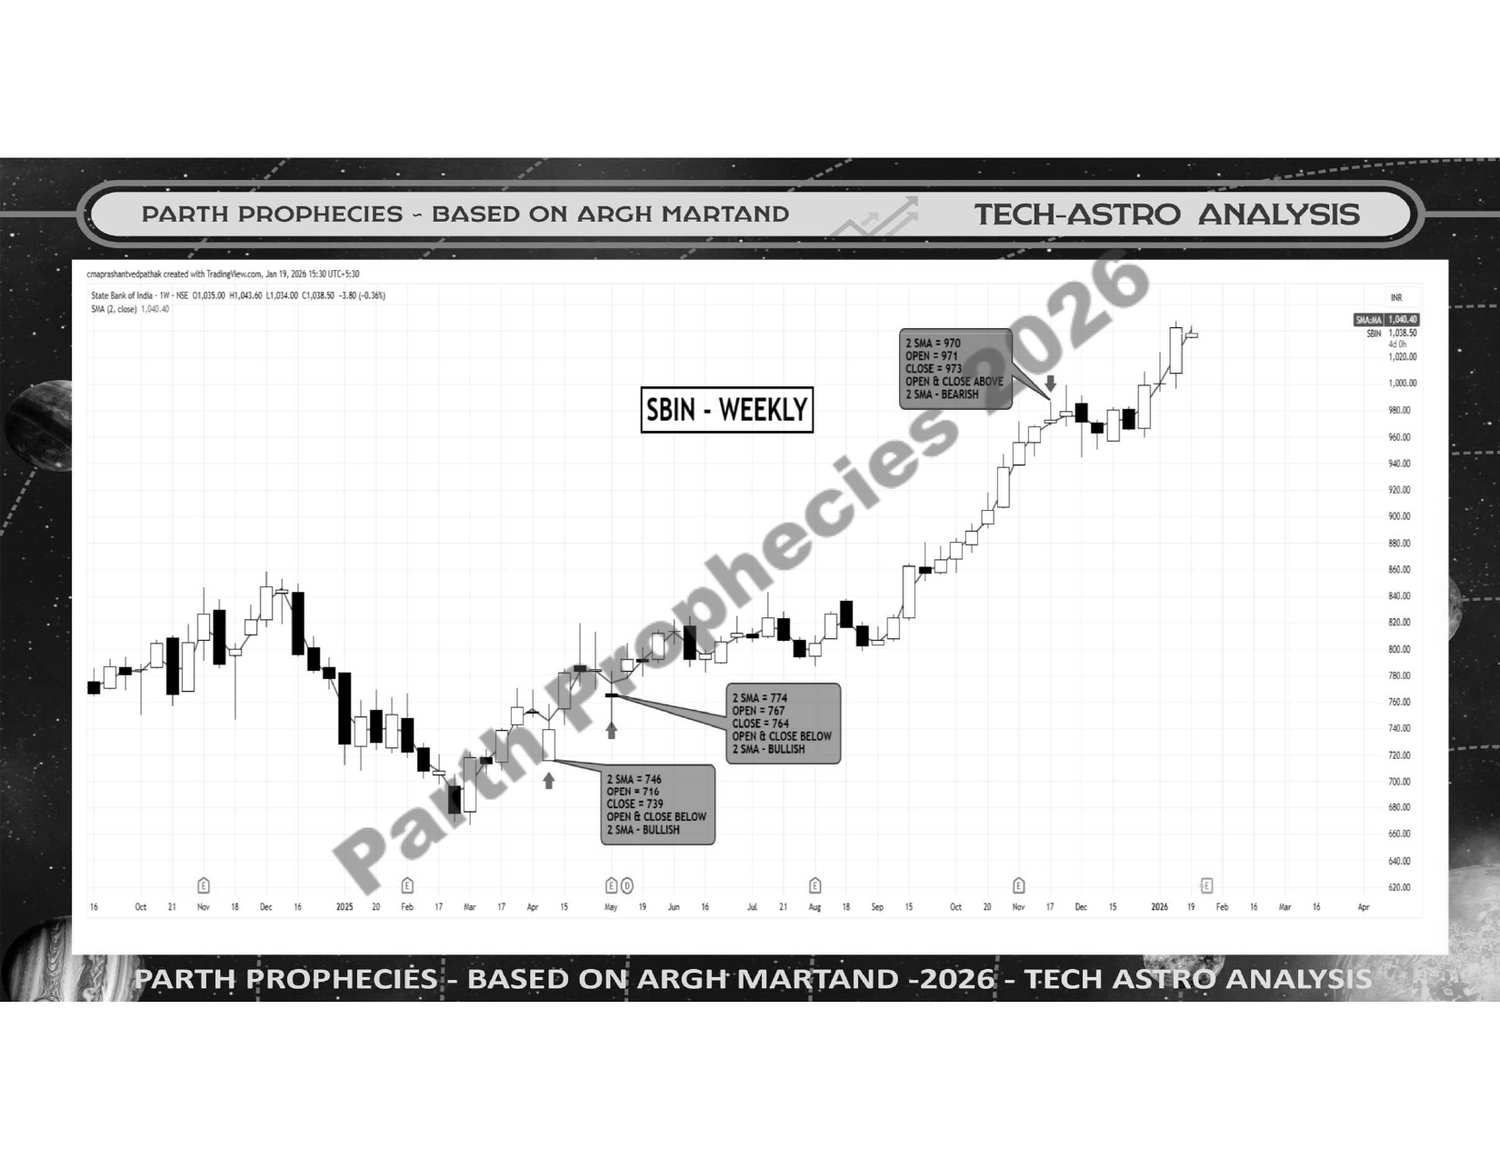 PARTH PROPHECIES ~ BASED ON ARGH MARTAND
TECH-ASTRO ANALYSIS
cmaprashantvedpathak created with TradingView.com, Jan 19, 2026 15:30 UTC+5:30
State Bank of India · 1W · NSE O1,035.00 H1,043.60 L1,034.00 C1,038.50 −3.80 (−0.36%)
SMA (2, close) 1,040.40
INR
SMA:MA 1,040.40
SBIN 1,038.50
4d 0h
1,020.00
1,000.00
980.00
960.00
940.00
920.00
900.00
880.00
860.00
840.00
820.00
800.00
780.00
760.00
740.00
720.00
700.00
680.00
660.00
640.00
620.00
SBIN - WEEKLY
2 SMA = 970
OPEN = 971
CLOSE = 973
OPEN & CLOSE ABOVE
2 SMA - BEARISH
2 SMA = 774
OPEN = 767
CLOSE = 764
OPEN & CLOSE BELOW
2 SMA - BULLISH
2 SMA = 746
OPEN = 716
CLOSE = 739
OPEN & CLOSE BELOW
2 SMA - BULLISH
Parth Prophecies 2026
E E E D E E E
16 Oct 21 Nov 18 Dec 16 2025 20 Feb 17 Mar 17 Apr 15 May 19 Jun 16 Jul 21 Aug 18 Sep 15 Oct 20 Nov 17 Dec 15 2026 19 Feb 16 Mar 16 Apr
PARTH PROPHECIES - BASED ON ARGH MARTAND -2026 - TECH ASTRO ANALYSIS